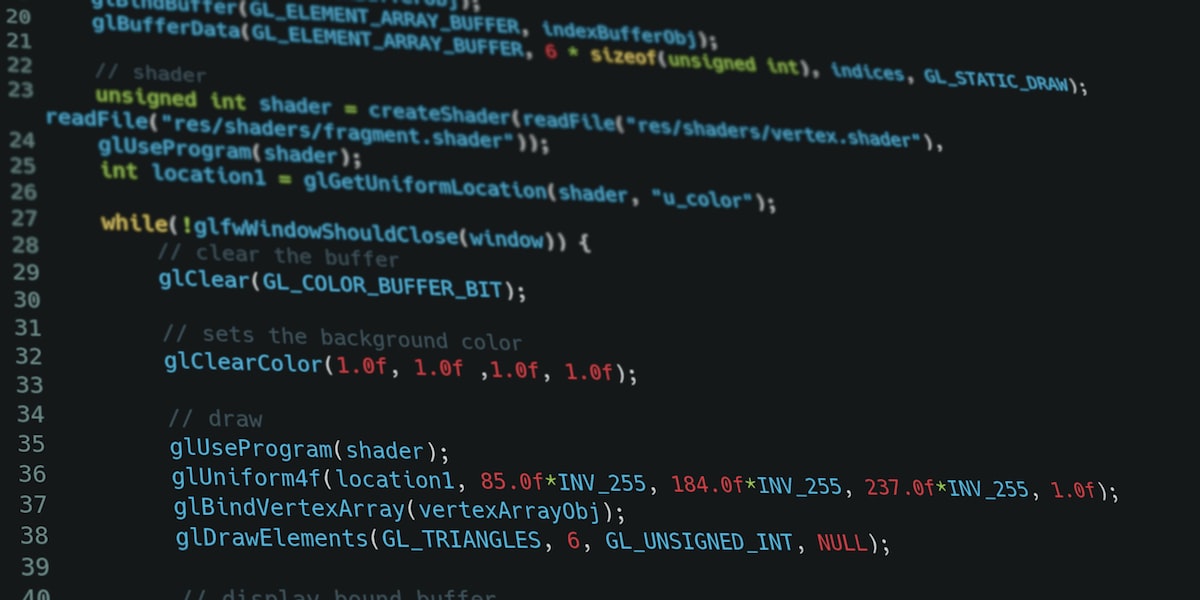 glBindBuffer(GL_ELEMENT_ARRAY_BUFFER, indexBufferObj);
20 glBufferData(GL_ELEMENT_ARRAY_BUFFER, 6 * sizeof(unsigned int), indices, GL_STATIC_DRAW);
21
22 // shader
23 unsigned int shader = createShader(readFile("res/shaders/vertex.shader"),
readFile("res/shaders/fragment.shader"));
24 glUseProgram(shader);
25 int location1 = glGetUniformLocation(shader, "u_color");
26
27 while(!glfwWindowShouldClose(window)) {
28 // clear the buffer
29 glClear(GL_COLOR_BUFFER_BIT);
30
31 // sets the background color
32 glClearColor(1.0f, 1.0f ,1.0f, 1.0f);
33
34 // draw
35 glUseProgram(shader);
36 glUniform4f(location1, 85.0f*INV_255, 184.0f*INV_255, 237.0f*INV_255, 1.0f);
37 glBindVertexArray(vertexArrayObj);
38 glDrawElements(GL_TRIANGLES, 6, GL_UNSIGNED_INT, NULL);
39
40 // display bound buffer